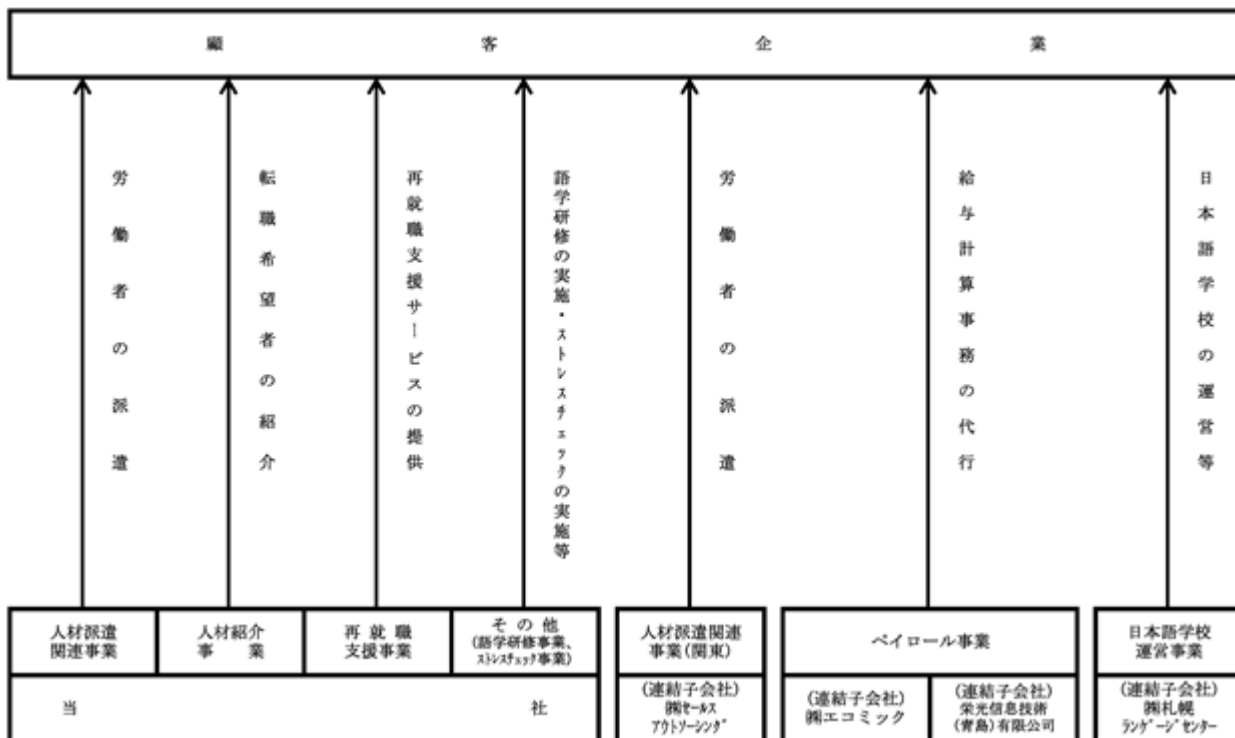 顧客企業
労働者の派遣
転職希望者の紹介
再就職支援サービスの提供
語学研修の実施・ストレスチェックの実施等
労働者の派遣
給与計算事務の代行
日本語学校の運営等
人材派遣
関連事業
人材紹介
事業
再就職
支援事業
その他
(語学研修事業、
ｽﾄﾚｽﾁｪｯｸ事業)
人材派遣関連
事業(関東)
ペイロール事業
日本語学校
運営事業
当社
(連結子会社)
㈱ｾｰﾙｽ
ｱｳﾄｿｰｼﾝｸﾞ
(連結子会社)
㈱エコミック
(連結子会社)
栄光信息技術
(青島)有限公司
(連結子会社)
㈱札幌
ﾗﾝｹﾞｰｼﾞｾﾝﾀｰ